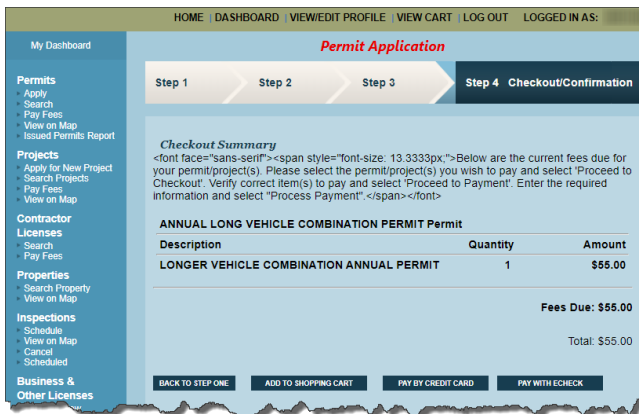 HOME | DASHBOARD | VIEW/EDIT PROFILE | VIEW CART | LOG OUT LOGGED IN AS:
My Dashboard
Permit Application
Permits
Apply
Search
Pay Fees
View on Map
Issued Permits Report
Projects
Apply for New Project
Search Projects
Pay Fees
View on Map
Contractor
Licenses
Search
Pay Fees
Properties
Search Property
View on Map
Inspections
Schedule
View on Map
Cancel
Scheduled
Business &
Other Licenses
Step 1 Step 2 Step 3 Step 4 Checkout/Confirmation
Checkout Summary
<font face="sans-serif"><span style="font-size: 13.3333px;">Below are the current fees due for
your permit/project(s). Please select the permit/project(s) you wish to pay and select 'Proceed to
Checkout'. Verify correct item(s) to pay and select 'Proceed to Payment'. Enter the required
information and select "Process Payment".</span></font>
ANNUAL LONG VEHICLE COMBINATION PERMIT Permit
Description Quantity Amount
LONGER VEHICLE COMBINATION ANNUAL PERMIT 1 $55.00
Fees Due: $55.00
Total: $55.00
BACK TO STEP ONE ADD TO SHOPPING CART PAY BY CREDIT CARD PAY WITH ECHECK